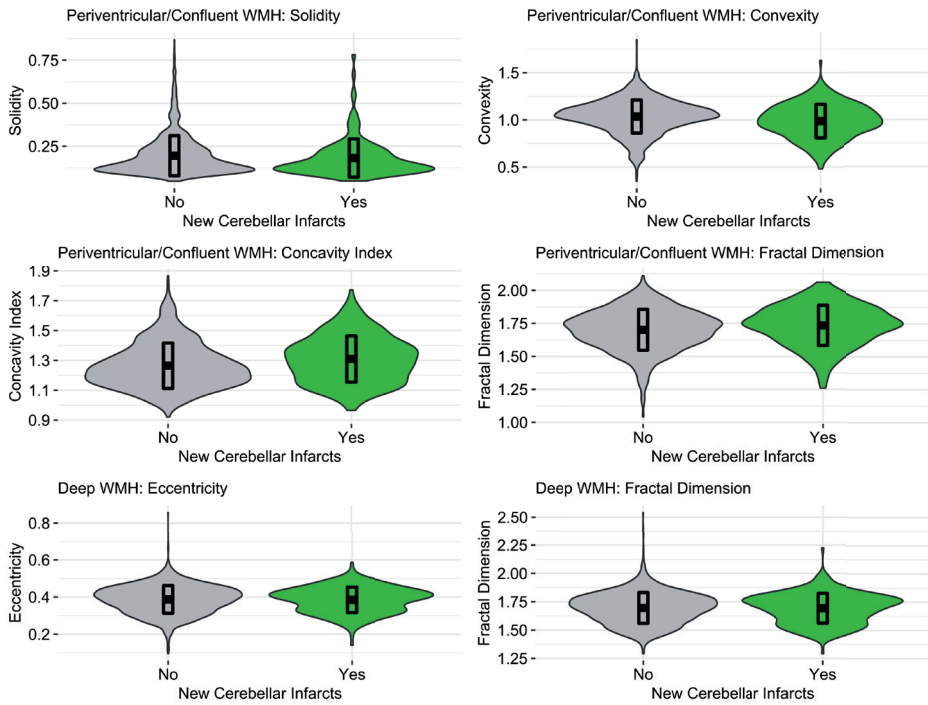 Periventricular/Confluent WMH: Solidity
0.75
0.50
0.25
Solidity
No
Yes
New Cerebellar Infarcts
Periventricular/Confluent WMH: Convexity
1.5
1.0
0.5
Convexity
No
Yes
New Cerebellar Infarcts
Periventricular/Confluent WMH: Concavity Index
1.9
1.7
1.5
1.3
1.1
0.9
Concavity Index
No
Yes
New Cerebellar Infarcts
Periventricular/Confluent WMH: Fractal Dimension
2.00
1.75
1.50
1.25
1.00
Fractal Dimension
No
Yes
New Cerebellar Infarcts
Deep WMH: Eccentricity
0.8
0.6
0.4
0.2
Eccentricity
No
Yes
New Cerebellar Infarcts
Deep WMH: Fractal Dimension
2.50
2.25
2.00
1.75
1.50
1.25
Fractal Dimension
No
Yes
New Cerebellar Infarcts